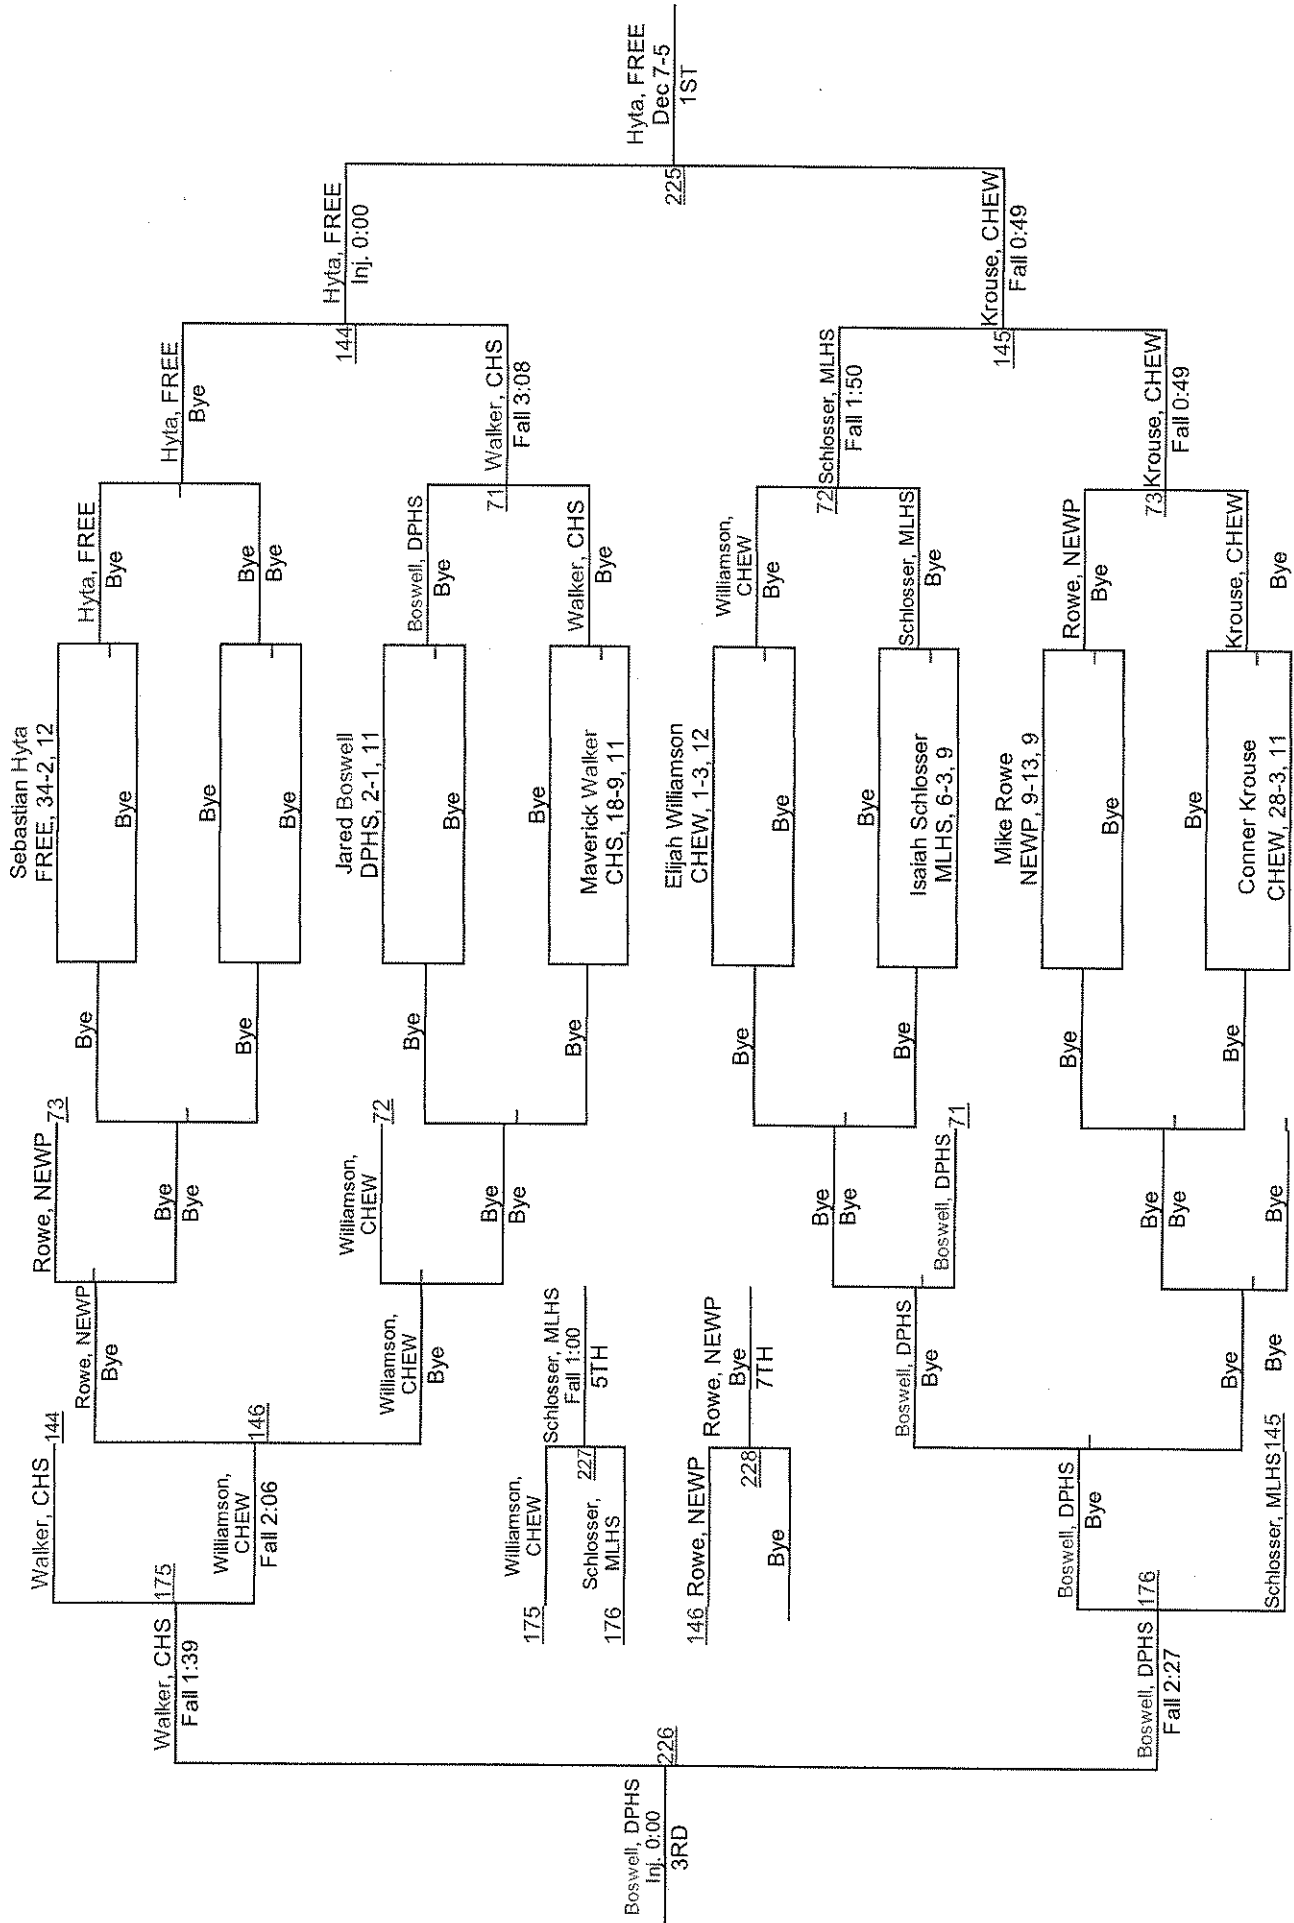 Sebastian Hyta
FREE, 34-2, 12
Bye
Bye
Bye
Jared Boswell
DPHS, 2-1, 11
Bye
Bye
Maverick Walker
CHS, 18-9, 11
Elijah Williamson
CHEW, 1-3, 12
Bye
Isaiah Schlosser
MLHS, 6-3, 9
Mike Rowe
NEWP, 9-13, 9
Bye
Bye
Conner Krouse
CHEW, 28-3, 11
Hyta, FREE
Bye
Bye
Bye
Boswell, DPHS
Bye
Walker, CHS
Bye
Williamson,
CHEW
Bye
Schlosser, MLHS
Bye
Rowe, NEWP
Bye
Krouse, CHEW
Bye
Hyta, FREE
Bye
71
Walker, CHS
Fall 3:08
72
Schlosser, MLHS
Fall 1:50
73
Krouse, CHEW
Fall 0:49
144
Hyta, FREE
Inj. 0:00
145
Krouse, CHEW
Fall 0:49
225
Hyta, FREE
Dec 7-5
1ST
Bye
Bye
Bye
Bye
Bye
Bye
Bye
Bye
Rowe, NEWP
73
Bye
Bye
Williamson,
CHEW
72
Bye
Bye
Bye
Bye
Boswell, DPHS
71
Bye
Bye
Bye
Rowe, NEWP
Bye
Williamson,
CHEW
Bye
Boswell, DPHS
Bye
Bye
Bye
Walker, CHS
144
146
Williamson,
CHEW
Fall 2:06
Boswell, DPHS
Bye
Schlosser, MLHS
145
175
Walker, CHS
Fall 1:39
176
Boswell, DPHS
Fall 2:27
226
Boswell, DPHS
Inj. 0:00
3RD
175
Williamson,
CHEW
176
Schlosser,
MLHS
227
Schlosser, MLHS
Fall 1:00
5TH
146
Rowe, NEWP
Bye
228
Rowe, NEWP
Bye
7TH